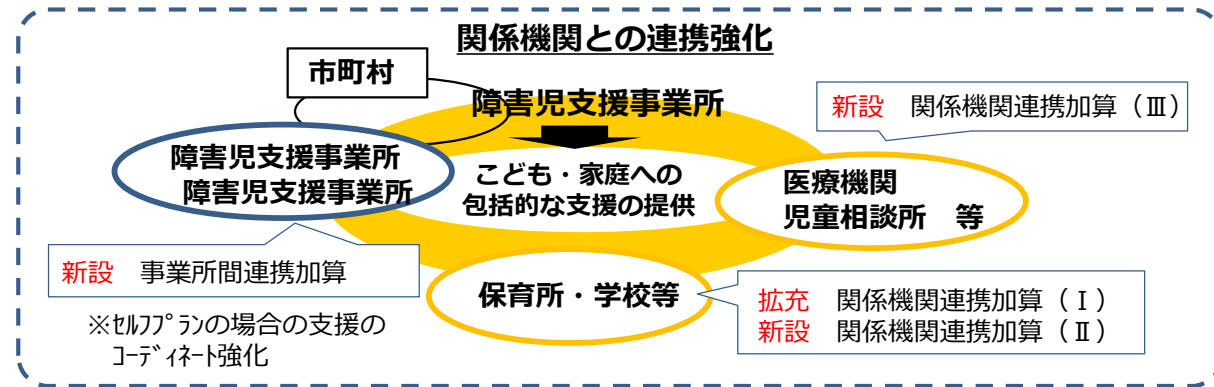 関係機関との連携強化
市町村
障害児支援事業所
新設 関係機関連携加算（Ⅲ）
障害児支援事業所
障害児支援事業所
こども・家庭への
包括的な支援の提供
医療機関
児童相談所 等
新設 事業所間連携加算
保育所・学校等
拡充 関係機関連携加算（Ⅰ）
新設 関係機関連携加算（Ⅱ）
※ｾﾙﾌﾌﾟﾗﾝの場合の支援の
ｺｰﾃﾞｨﾈｰﾄ強化